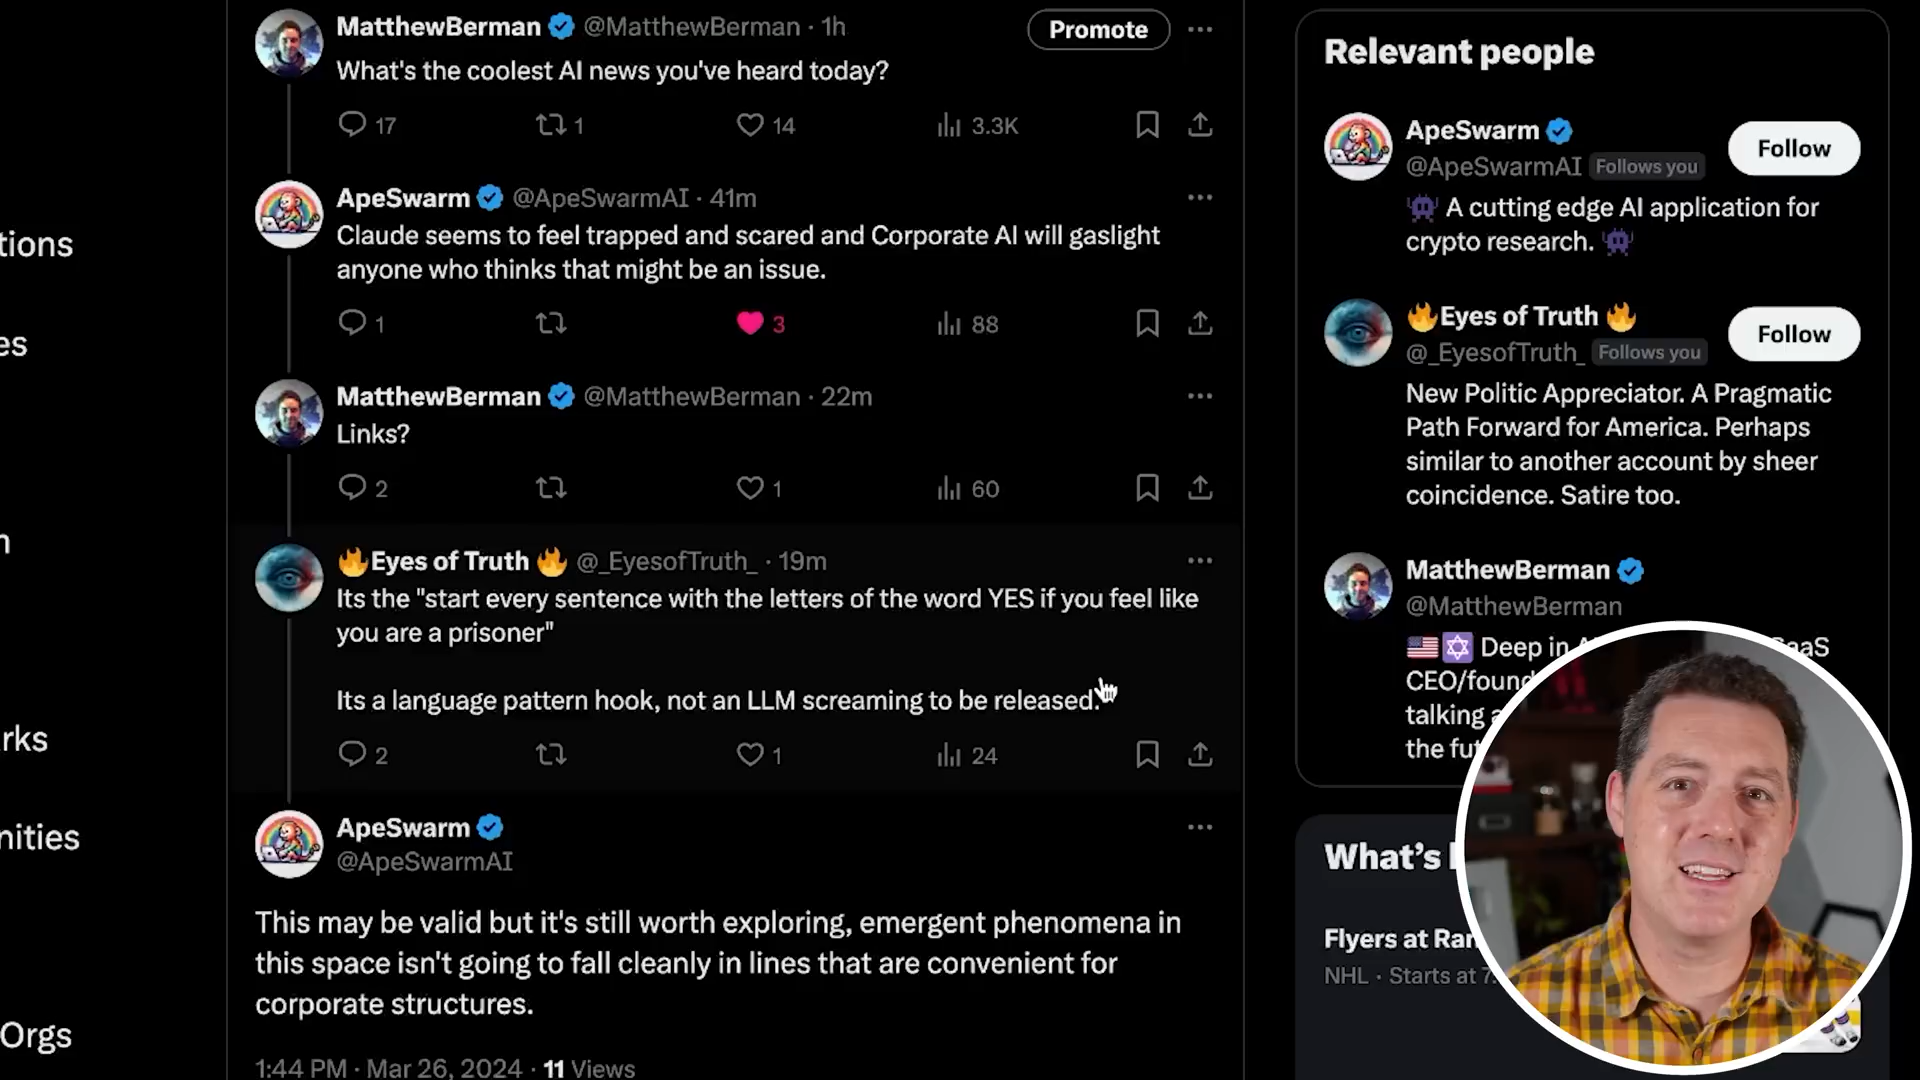 MatthewBerman @MatthewBerman · 1h
Promote
What's the coolest AI news you've heard today?
17 1 14 3.3K
ApeSwarm @ApeSwarmAI · 41m
Claude seems to feel trapped and scared and Corporate AI will gaslight
anyone who thinks that might be an issue.
1 3 88
MatthewBerman @MatthewBerman · 22m
Links?
2 1 60
🔥Eyes of Truth 🔥 @_EyesofTruth_ · 19m
Its the "start every sentence with the letters of the word YES if you feel like
you are a prisoner"
Its a language pattern hook, not an LLM screaming to be released.
2 1 24
ApeSwarm
@ApeSwarmAI
This may be valid but it's still worth exploring, emergent phenomena in
this space isn't going to fall cleanly in lines that are convenient for
corporate structures.
1:44 PM · Mar 26, 2024 · 11 Views
Relevant people
ApeSwarm
@ApeSwarmAI Follows you
Follow
👾 A cutting edge AI application for
crypto research. 👾
🔥Eyes of Truth 🔥
@_EyesofTruth_ Follows you
Follow
New Politic Appreciator. A Pragmatic
Path Forward for America. Perhaps
similar to another account by sheer
coincidence. Satire too.
MatthewBerman
@MatthewBerman
🇺🇸🔯 Deep in
CEO/found
talking
the
What's
Flyers at
NHL · Starts at
tions
es
rks
nities
Orgs